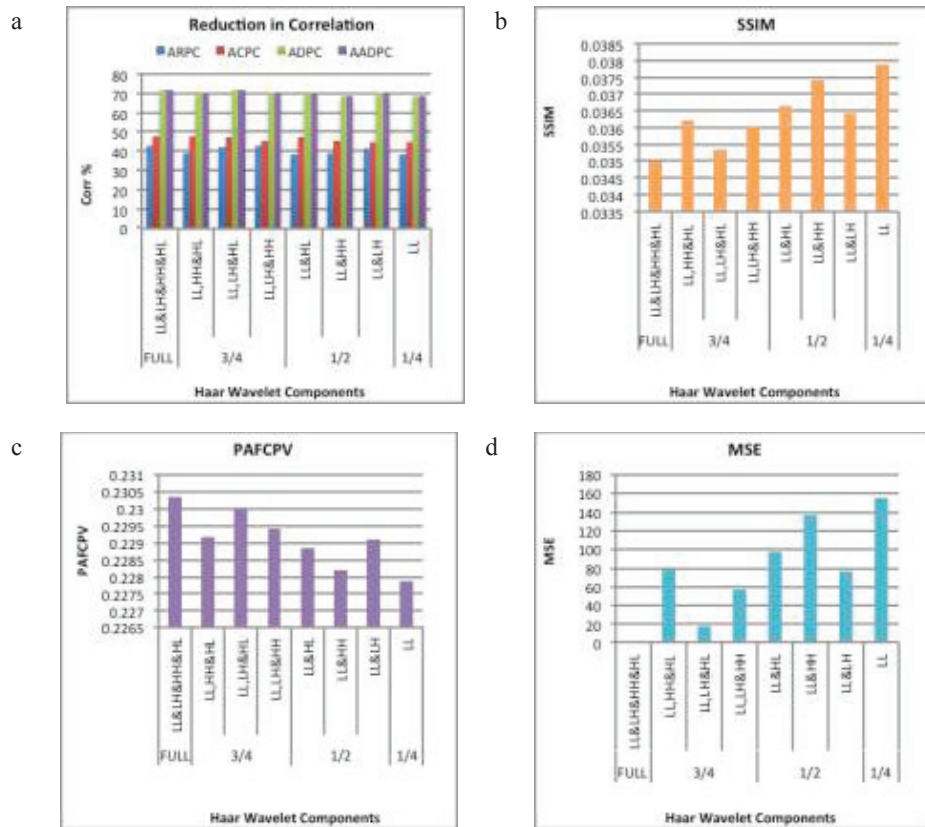 a
Reduction in Correlation
ARPC ACPC ADPC AADPC
80
70
60
50
40
30
20
10
0
Corr %
LL&LH&HH&HL
LL,HH&HL
LL,LH&HL
LL,LH&HH
LL&HL
LL&HH
LL&LH
LL
FULL 3/4 1/2 1/4
Haar Wavelet Components
b
SSIM
0.0385
0.038
0.0375
0.037
0.0365
0.036
0.0355
0.035
0.0345
0.034
0.0335
SSIM
LL&LH&HH&HL
LL,HH&HL
LL,LH&HL
LL,LH&HH
LL&HL
LL&HH
LL&LH
LL
FULL 3/4 1/2 1/4
Haar Wavelet Components
c
PAFCPV
0.231
0.2305
0.23
0.2295
0.229
0.2285
0.228
0.2275
0.227
0.2265
PAFCPV
LL&LH&HH&HL
LL,HH&HL
LL,LH&HL
LL,LH&HH
LL&HL
LL&HH
LL&LH
LL
FULL 3/4 1/2 1/4
Haar Wavelet Components
d
MSE
180
160
140
120
100
80
60
40
20
0
MSE
LL&LH&HH&HL
LL,HH&HL
LL,LH&HL
LL,LH&HH
LL&HL
LL&HH
LL&LH
LL
FULL 3/4 1/2 1/4
Haar Wavelet Components